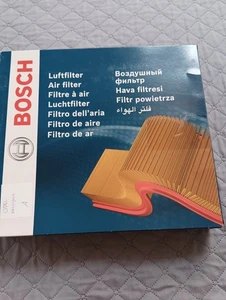 BOSCH
Luftfilter
Air filter
Filtre à air
Luchtfilter
Filtro dell'aria
Filtro de aire
Filtro de ar
Воздушный
фильтр
Hava filtresi
Filtr powietrza
فلتر الهواء